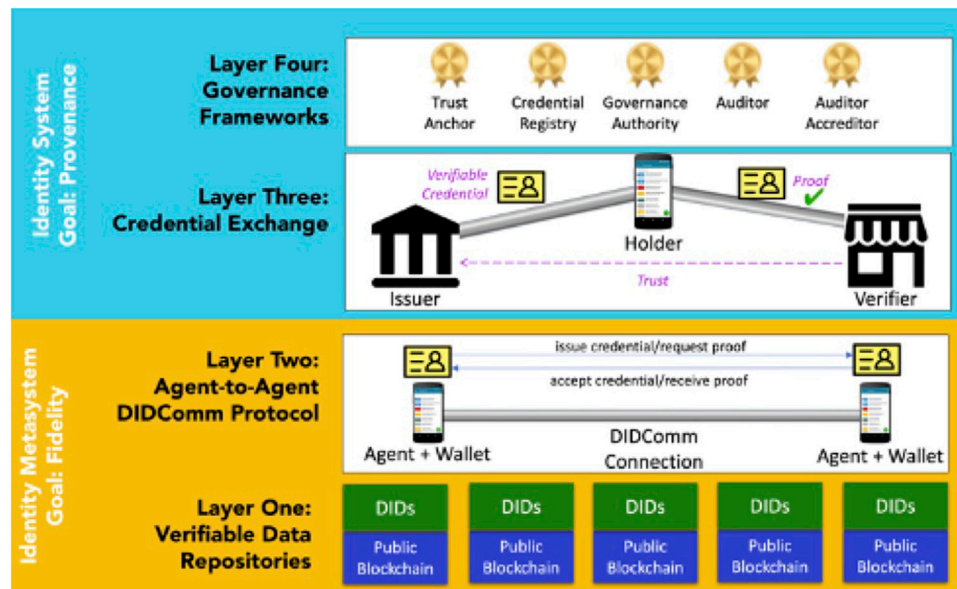 Identity System
Goal: Provenance
Layer Four:
Governance
Frameworks
Trust
Anchor
Credential
Registry
Governance
Authority
Auditor
Auditor
Accreditor
Layer Three:
Credential Exchange
Verifiable
Credential
Proof
Holder
Trust
Issuer
Verifier
Identity Metasystem
Goal: Fidelity
Layer Two:
Agent-to-Agent
DIDComm Protocol
issue credential/request proof
accept credential/receive proof
Agent + Wallet
DIDComm
Connection
Agent + Wallet
Layer One:
Verifiable Data
Repositories
DIDs
Public
Blockchain
DIDs
Public
Blockchain
DIDs
Public
Blockchain
DIDs
Public
Blockchain
DIDs
Public
Blockchain